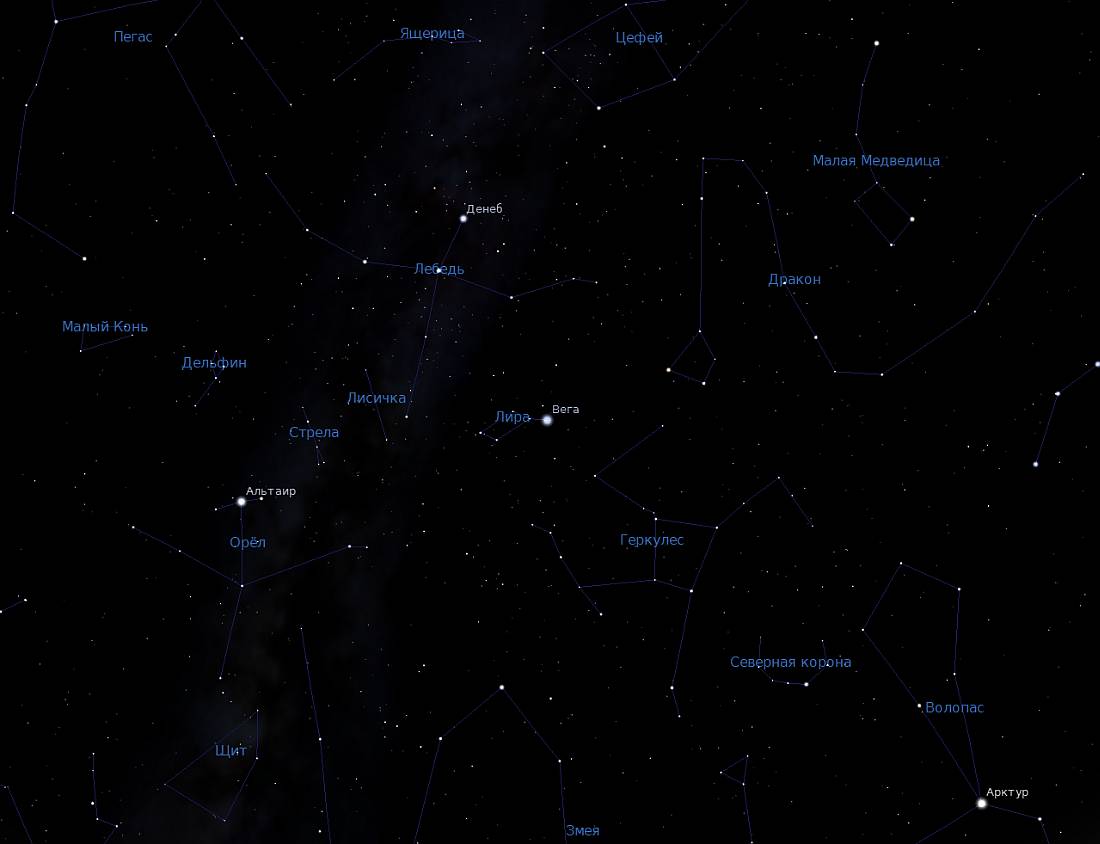 Ящерица
Пегас
Цефей
Малая Медведица
Денеб
Лебедь
Дракон
Малый Конь
Дельфин
Лисичка
Вега
Лира
Стрела
Альтаир
Геркулес
Орёл
Северная корона
Волопас
Щит
Арктур
Змея